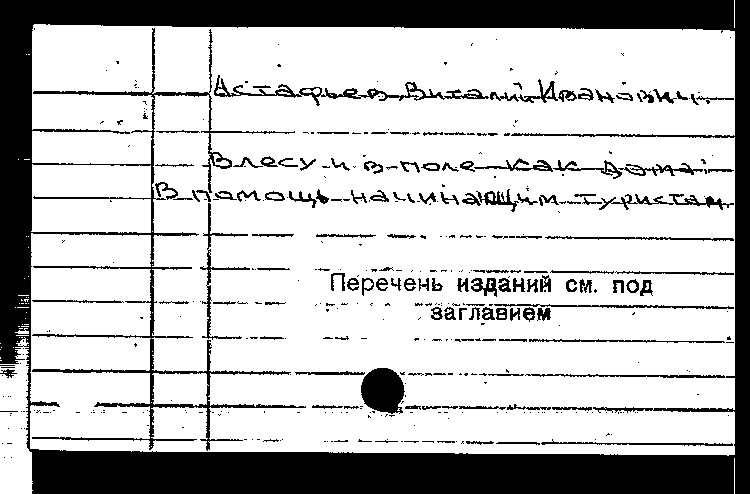 Астафьев, Виталий Иванович.
В лесу и в поле как дома:
В помощь начинающим туристам.
Перечень изданий см. под
заглавием